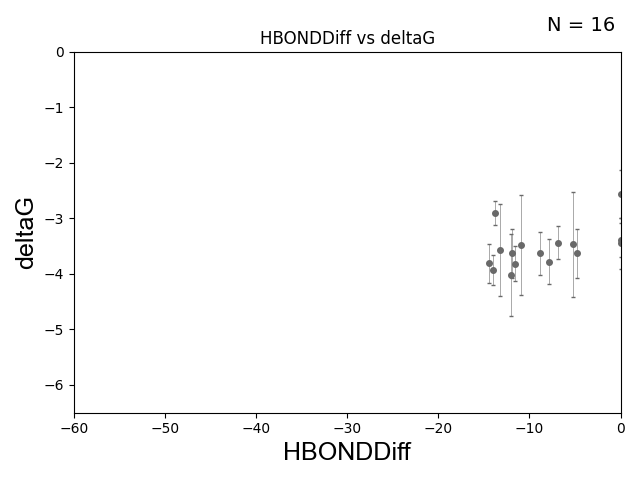 N = 16
HBONDDiff vs deltaG
0
−1
−2
−3
−4
−5
−6
deltaG
−60 −50 −40 −30 −20 −10 0
HBONDDiff